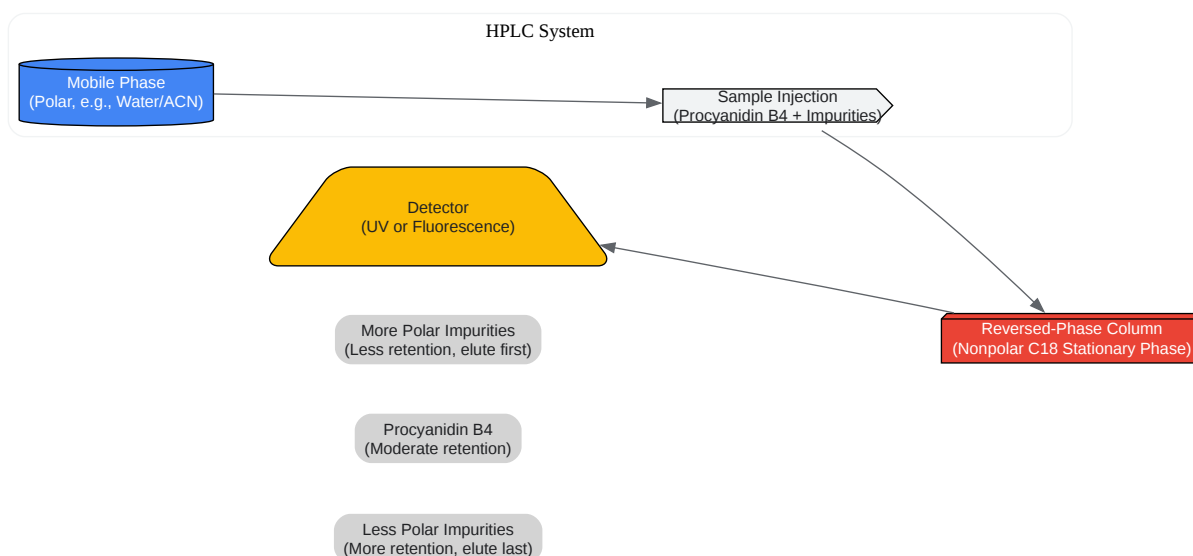 HPLC System
Mobile Phase
(Polar, e.g., Water/ACN)
Sample Injection
(Procyanidin B4 + Impurities)
Detector
(UV or Fluorescence)
More Polar Impurities
(Less retention, elute first)
Reversed-Phase Column
(Nonpolar C18 Stationary Phase)
Procyanidin B4
(Moderate retention)
Less Polar Impurities
(More retention, elute last)